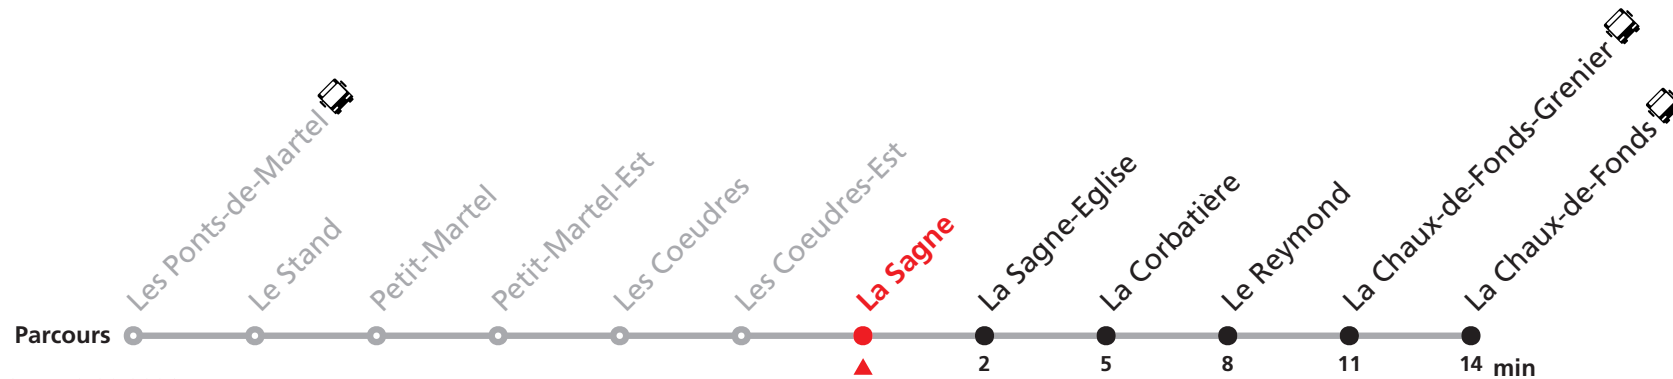 Les Ponts-de-Martel
Le Stand
Petit-Martel
Petit-Martel-Est
Les Coeudres
Les Coeudres-Est
La Sagne
La Sagne-Eglise
La Corbatière
Le Reymond
La Chaux-de-Fonds-Grenier
La Chaux-de-Fonds
Parcours
2 5 8 11 14 min